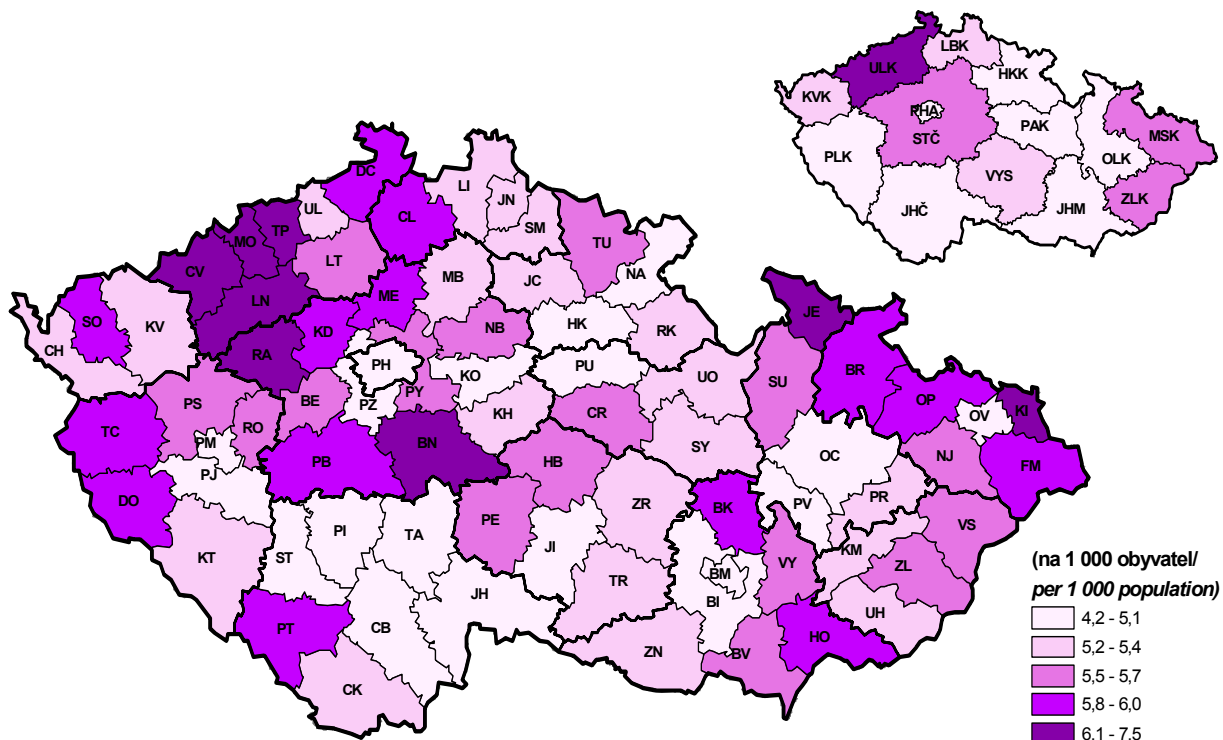 LBK
ULK
HKK
KVK
PHA
PAK
STČ
MSK
PLK
OLK
VYS
ZLK
JHČ
JHM
DC
LI
JN
UL
CL
SM
TU
MO
TP
LT
CV
MB
JC
NA
LN
ME
SO
KV
KD
NB
HK
RK
JE
CH
RA
PH
KO
PU
UO
SU
BR
OP
OV
KI
PS
BE
PZ
PY
KH
CR
TC
RO
PM
PB
BN
HB
SY
OC
NJ
FM
PJ
DO
PI
TA
PE
ZR
BK
PV
PR
VS
KT
ST
JI
KM
BM
VY
ZL
TR
BI
JH
UH
PT
CB
HO
ZN
BV
CK
(na 1 000 obyvatel/
per 1 000 population)
4,2 - 5,1
5,2 - 5,4
5,5 - 5,7
5,8 - 6,0
6,1 - 7,5